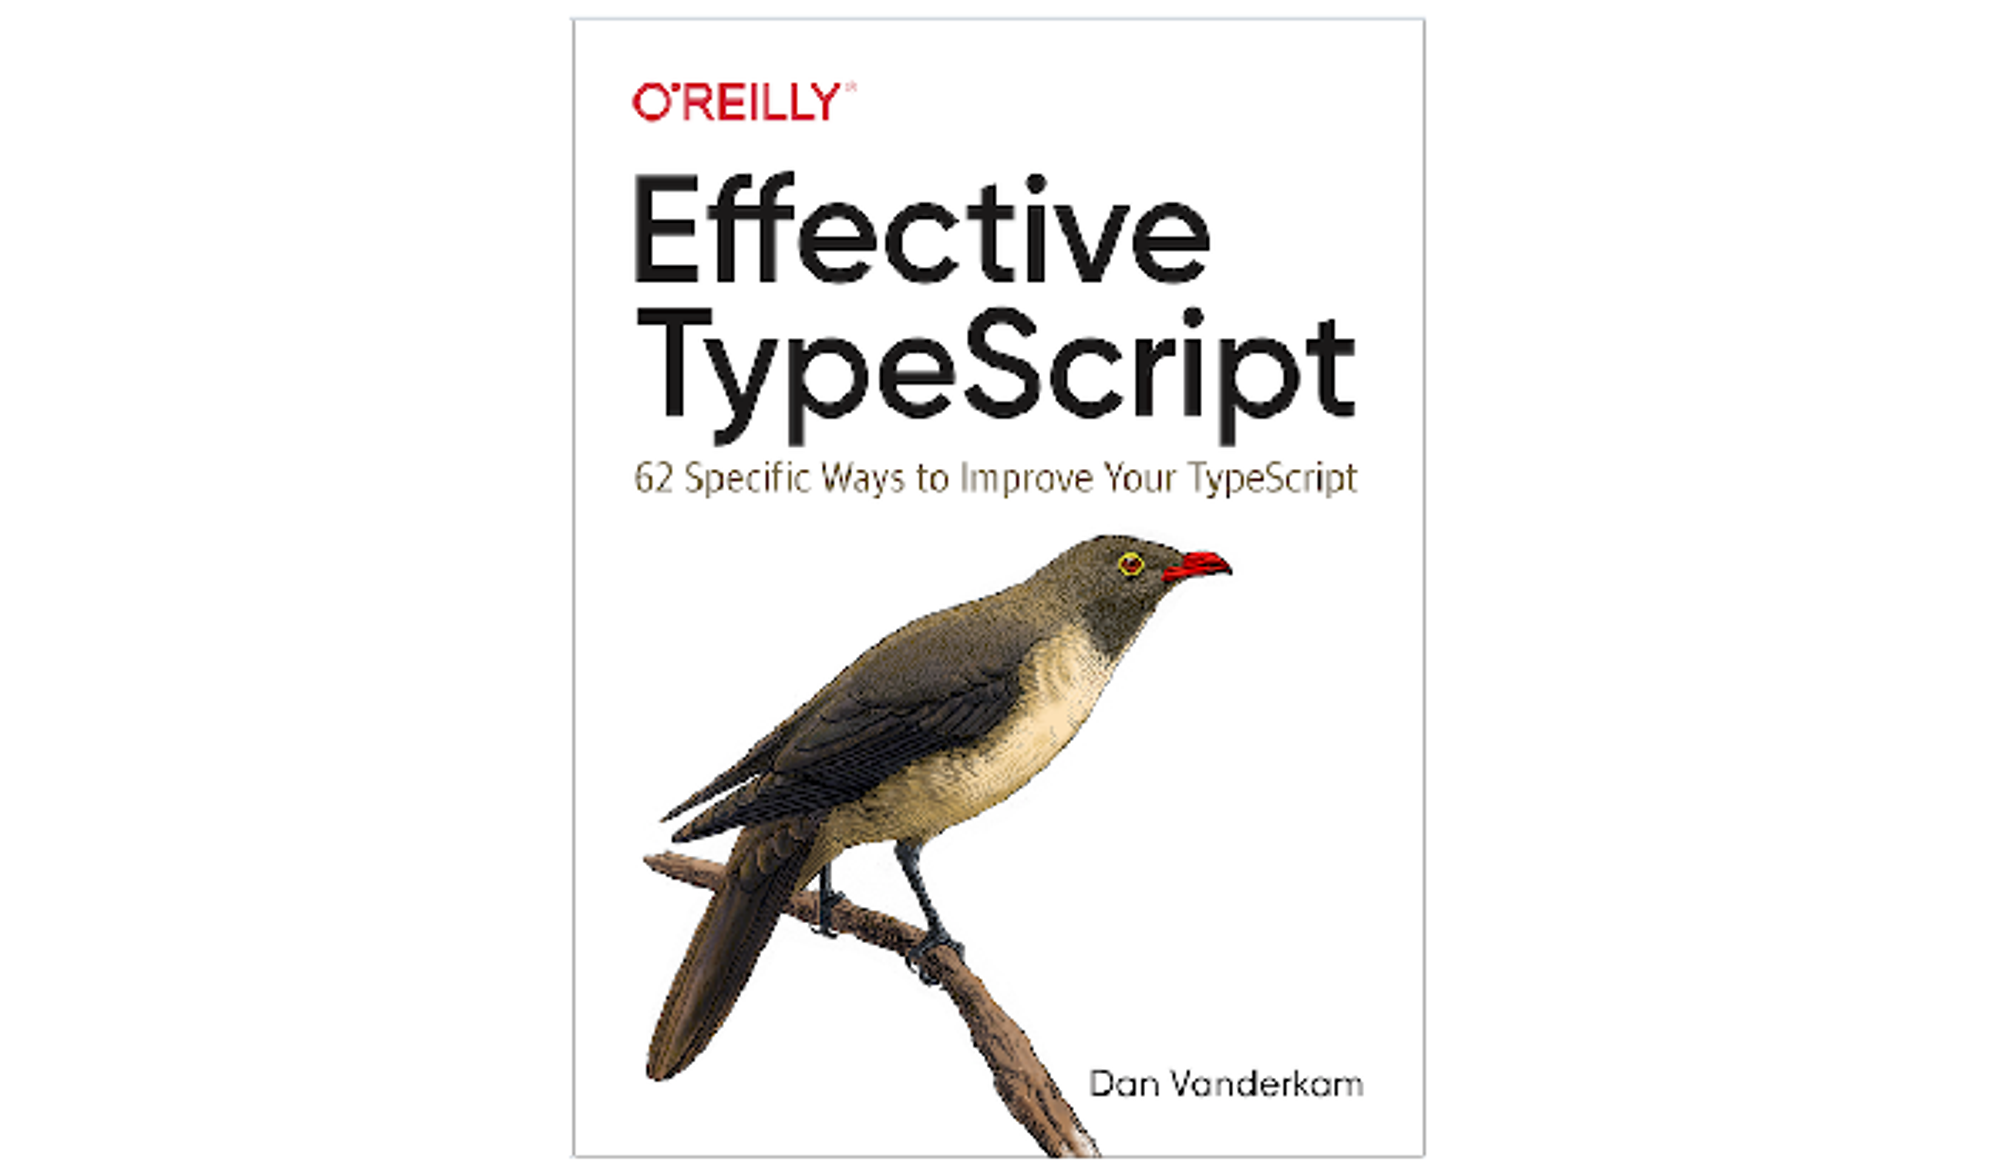 O'REILLY®
Effective
TypeScript
62 Specific Ways to Improve Your TypeScript
Dan Vanderkam